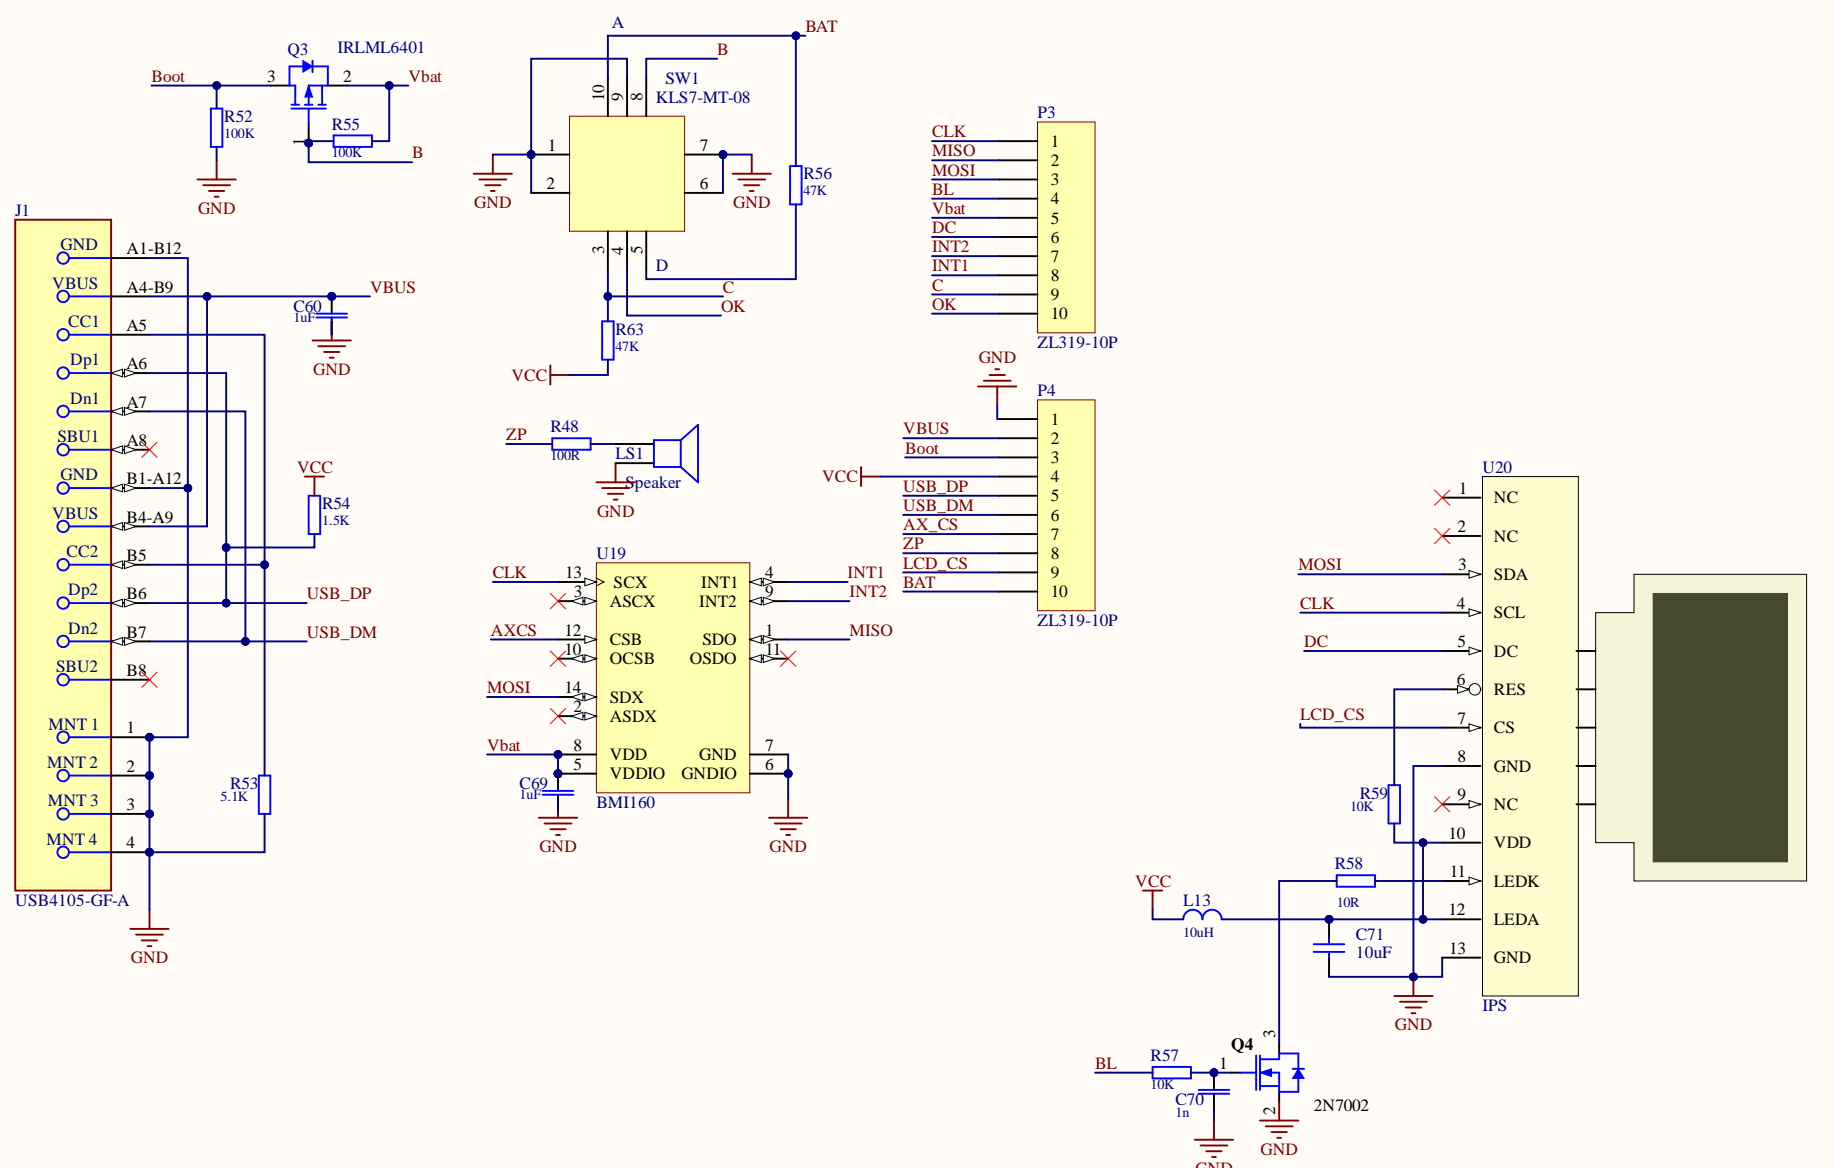 Q3
IRLML6401
Boot
3
2
Vbat
R52
100K
R55
100K
B
GND
A
BAT
B
SW1
KLS7-MT-08
10
9
8
1
2
7
6
3
4
5
GND
GND
R56
47K
D
C
OK
R63
47K
VCC
J1
GND
A1-B12
VBUS
A4-B9
VBUS
CC1
A5
C60
1uF
GND
Dp1
A6
Dn1
A7
SBU1
A8
GND
B1-A12
VBUS
B4-A9
CC2
B5
Dp2
B6
USB_DP
Dn2
B7
USB_DM
SBU2
B8
MNT 1
1
MNT 2
2
MNT 3
3
MNT 4
4
VCC
R54
1.5K
R53
5.1K
USB4105-GF-A
GND
ZP
R48
100R
LS1
Speaker
GND
U19
CLK
13
SCX
3
ASCX
AXCS
12
CSB
10
OCSB
MOSI
14
SDX
2
ASDX
Vbat
8
VDD
5
VDDIO
INT1
4
INT1
INT2
9
INT2
SDO
1
MISO
OSDO
11
GND
7
GNDIO
6
C69
1uF
BMI160
GND
GND
P3
CLK
1
MISO
2
MOSI
3
BL
4
Vbat
5
DC
6
INT2
7
INT1
8
C
9
OK
10
ZL319-10P
GND
P4
1
VBUS
2
Boot
3
VCC
4
USB_DP
5
USB_DM
6
AX_CS
7
ZP
8
LCD_CS
9
BAT
10
ZL319-10P
U20
1
NC
2
NC
MOSI
3
SDA
CLK
4
SCL
DC
5
DC
6
RES
LCD_CS
7
CS
8
GND
R59
10K
9
NC
10
VDD
R58
10R
11
LEDK
VCC
L13
10uH
12
LEDA
C71
10uF
13
GND
IPS
GND
BL
R57
10K
1
Q4
3
2
2N7002
C70
1n
GND
GND